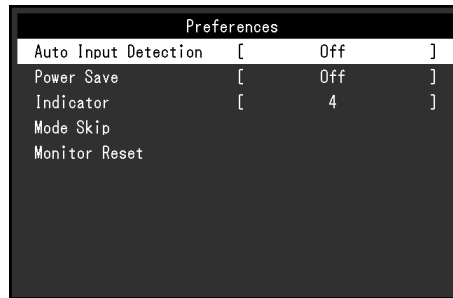 Preferences
Auto Input Detection [ Off ]
Power Save [ Off ]
Indicator [ 4 ]
Mode Skip
Monitor Reset